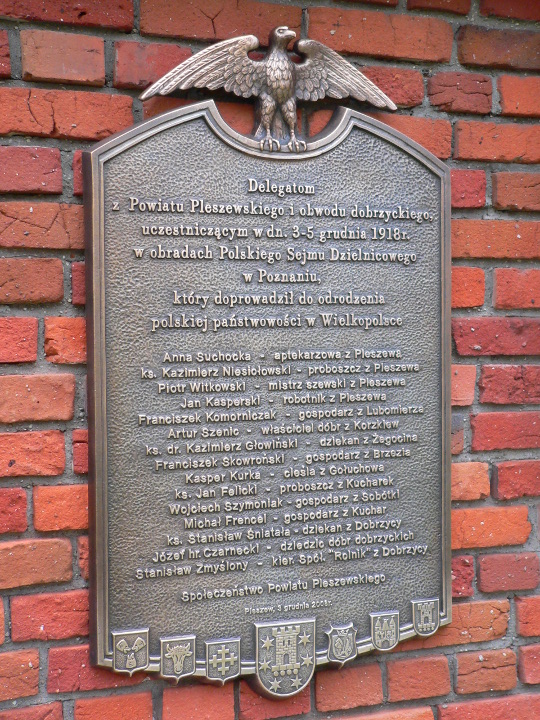 Delegatom
z Powiatu Pleszewskiego i obwodu dobrzyckiego,
uczestniczącym w dn. 3-5 grudnia 1918r.
w obradach Polskiego Sejmu Dzielnicowego
w Poznaniu,
który doprowadził do odrodzenia
polskiej państwowości w Wielkopolsce
Anna Suchocka - aptekarzowa z Pleszewa
ks. Kazimierz Niesiołowski - proboszcz z Pleszewa
Piotr Witkowski - mistrz szewski z Pleszewa
Jan Kasperski - robotnik z Pleszewa
Franciszek Komorniczak - gospodarz z Lubomierza
Artur Szenic - właściciel dóbr z Korzkiew
ks. dr. Kazimierz Głowiński - dziekan z Żegocina
Franciszek Skowroński - gospodarz z Brzezia
Kasper Kurka - cieśla z Gołuchowa
ks. Jan Felicki - proboszcz z Kucharek
Wojciech Szymoniak - gospodarz z Sobótki
Michał Frencel - gospodarz z Kuchar
ks. Stanisław Śniatała - dziekan z Dobrzycy
Józef hr. Czarnecki - dziedzic dóbr dobrzyckich
Stanisław Zmyślony - kier. Spół. "Rolnik" z Dobrzycy
Społeczeństwo Powiatu Pleszewskiego
Pleszew, 3 grudnia 2008r.